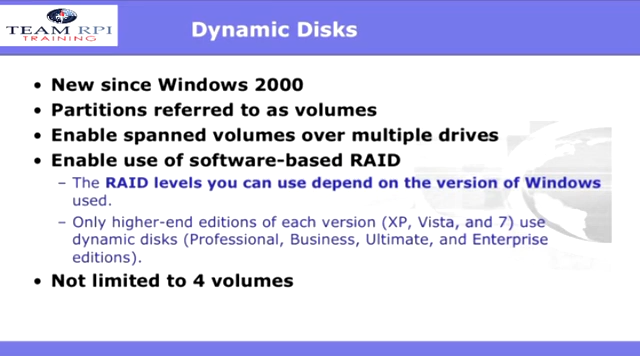 TEAM RPI
TRAINING
Dynamic Disks
• New since Windows 2000
• Partitions referred to as volumes
• Enable spanned volumes over multiple drives
• Enable use of software-based RAID
– The RAID levels you can use depend on the version of Windows
used.
– Only higher-end editions of each version (XP, Vista, and 7) use
dynamic disks (Professional, Business, Ultimate, and Enterprise
editions).
• Not limited to 4 volumes